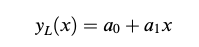 y_L(x) = a_0 + a_1x